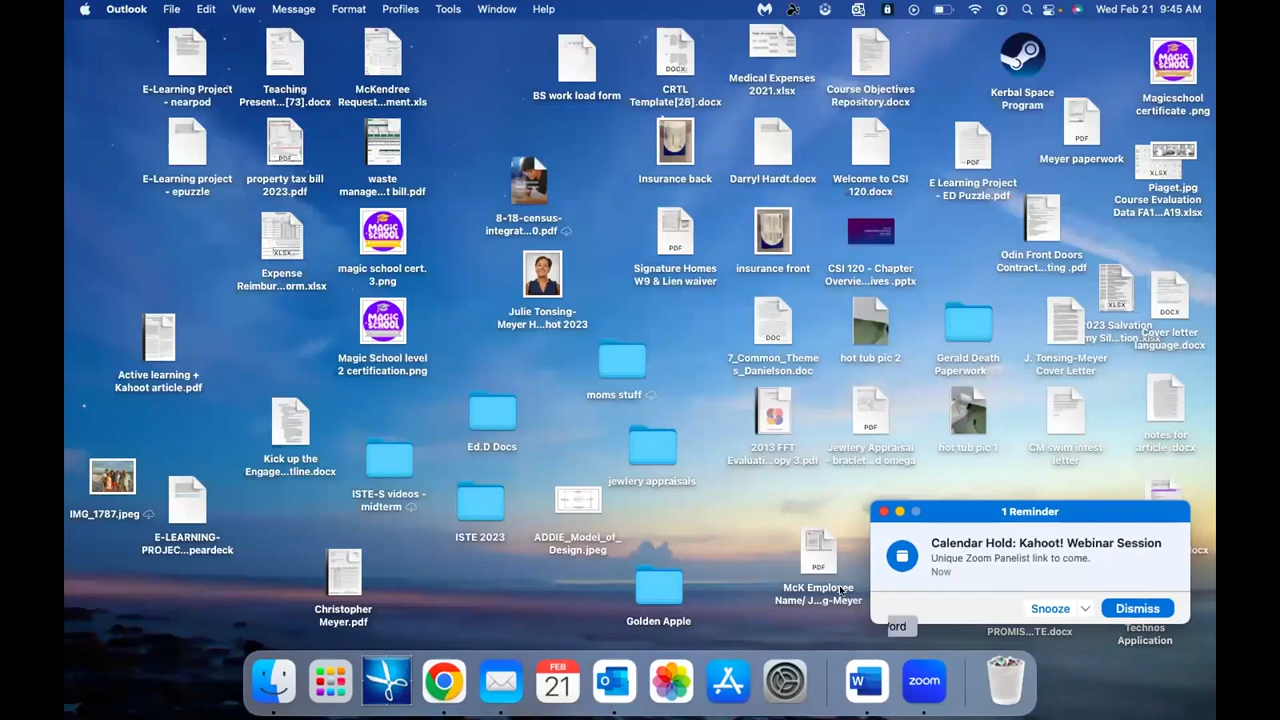 Outlook File Edit View Message Format Profiles Tools Window Help Wed Feb 21 9:45 AM
E-Learning Project
- nearpod
Teaching
Present...[73].docx
McKendree
Request...ment.xls
BS work load form
DOCX
CRTL
Template[26].docx
Medical Expenses
2021.xlsx
Course Objectives
Repository.docx
Kerbal Space
Program
Magicschool
certificate .png
E-Learning project
- epuzzle
PDF
property tax bill
2023.pdf
waste
manage...t bill.pdf
8-18-census-
integrat...0.pdf
Insurance back
Darryl Hardt.docx
Welcome to CSI
120.docx
PDF
E Learning Project
- ED Puzzle.pdf
PDF
Meyer paperwork
XLSX
Piaget.jpg
Course Evaluation
Data FA1...A19.xlsx
XLSX
Expense
Reimbur...orm.xlsx
MAGIC
SCHOOL
magic school cert.
3.png
Julie Tonsing-
Meyer H...hot 2023
PDF
Signature Homes
W9 & Lien waiver
insurance front
CSI 120 - Chapter
Overvie...ives .pptx
Odin Front Doors
Contract...ting .pdf
Active learning +
Kahoot article.pdf
MAGIC
SCHOOL
Magic School level
2 certification.png
moms stuff
DOC
7_Common_Theme
s_Danielson.doc
hot tub pic 2
Gerald Death
Paperwork
J. Tonsing-Meyer
Cover Letter
XLSX
2023 Salvation
my Sil...tion.xlsx
DOCX
Cover letter
language.docx
Kick up the
Engage...tline.docx
Ed.D Docs
jewlery appraisals
2013 FFT
Evaluati...opy 3.pdf
PDF
Jewlery Appraisal
- bracelet...d omega
hot tub pic 1
CM swim intest
letter
notes for
article .docx
IMG_1787.jpeg
E-LEARNING-
PROJEC...peardeck
ISTE-S videos -
midterm
ISTE 2023
ADDIE_Model_of_
Design.jpeg
Christopher
Meyer.pdf
Golden Apple
PDF
McK Employee
Name/ J...g-Meyer
1 Reminder
Calendar Hold: Kahoot! Webinar Session
Unique Zoom Panelist link to come.
Now
Snooze Dismiss
ocx
ord
PROMIS...TE.docx
Technos
Application
FEB
21
W
zoom